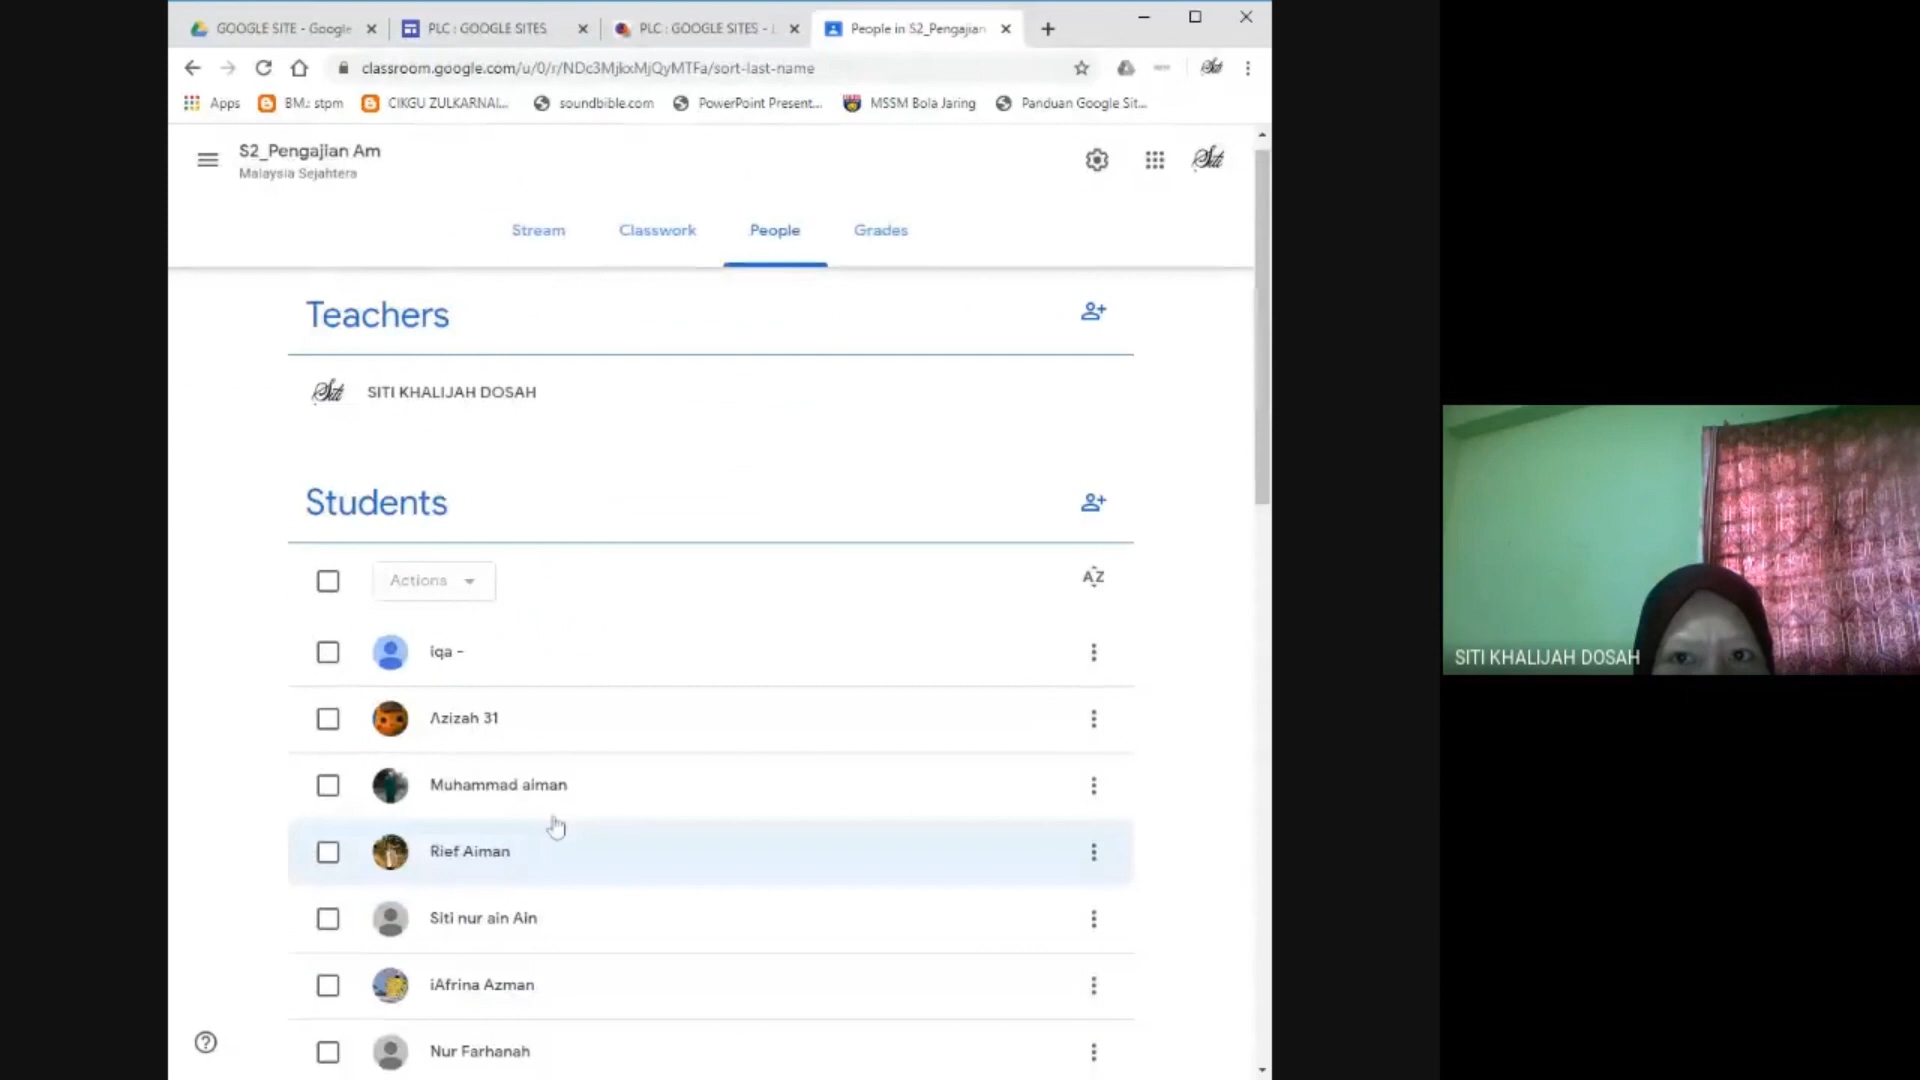 GOOGLE SITE - Google
PLC : GOOGLE SITES
PLC : GOOGLE SITES -
People in S2_Pengajian
classroom.google.com/u/0/r/NDc3MjkxMjQyMTFa/sort-last-name
Apps
BM.: stpm
CIKGU ZULKARNAI...
soundbible.com
PowerPoint Present...
MSSM Bola Jaring
Panduan Google Sit...
S2_Pengajian Am
Malaysia Sejahtera
Siti
Stream
Classwork
People
Grades
Teachers
Siti
SITI KHALIJAH DOSAH
Students
Actions
AZ
iqa -
Azizah 31
Muhammad aiman
Rief Aiman
Siti nur ain Ain
iAfrina Azman
Nur Farhanah
SITI KHALIJAH DOSAH